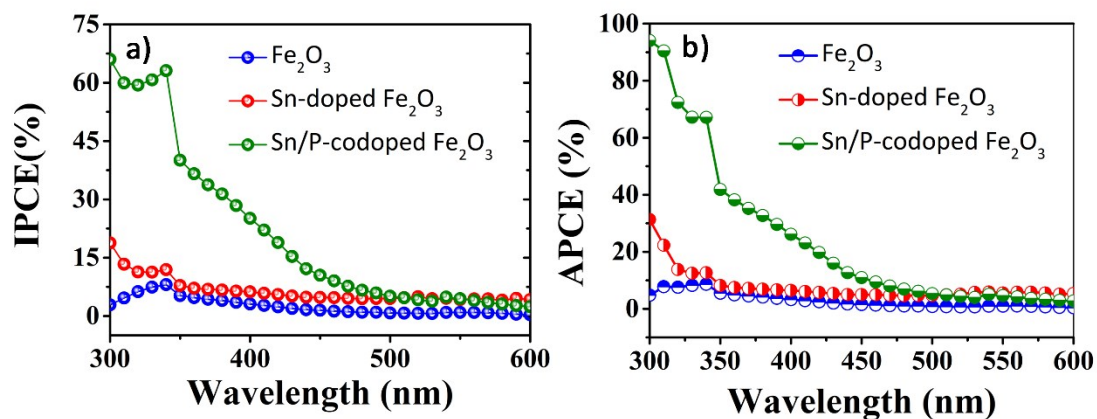 a)
Fe₂O₃
Sn-doped Fe₂O₃
Sn/P-codoped Fe₂O₃
IPCE(%)
75
60
45
30
15
0
300
400
500
600
Wavelength (nm)
b)
Fe₂O₃
Sn-doped Fe₂O₃
Sn/P-codoped Fe₂O₃
APCE (%)
100
80
60
40
20
0
300
350
400
450
500
550
600
Wavelength (nm)